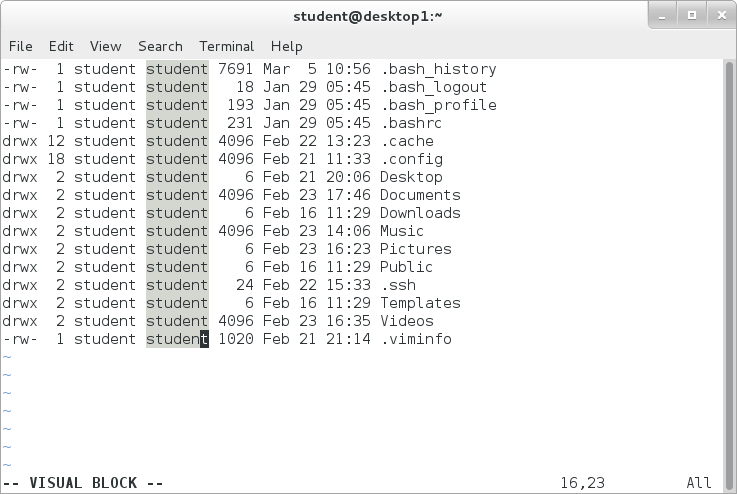 student@desktop1:~
File Edit View Search Terminal Help
-rw-  1 student student 7691 Mar  5 10:56 .bash_history
-rw-  1 student student   18 Jan 29 05:45 .bash_logout
-rw-  1 student student  193 Jan 29 05:45 .bash_profile
-rw-  1 student student  231 Jan 29 05:45 .bashrc
drwx 12 student student 4096 Feb 22 13:23 .cache
drwx 18 student student 4096 Feb 21 11:33 .config
drwx  2 student student    6 Feb 21 20:06 Desktop
drwx  2 student student 4096 Feb 23 17:46 Documents
drwx  2 student student    6 Feb 16 11:29 Downloads
drwx  2 student student 4096 Feb 23 14:06 Music
drwx  2 student student    6 Feb 23 16:23 Pictures
drwx  2 student student    6 Feb 16 11:29 Public
drwx  2 student student   24 Feb 22 15:33 .ssh
drwx  2 student student    6 Feb 16 11:29 Templates
drwx  2 student student 4096 Feb 23 16:35 Videos
-rw-  1 student student 1020 Feb 21 21:14 .viminfo
~
~
~
~
~
~
~
-- VISUAL BLOCK -- 16,23 All